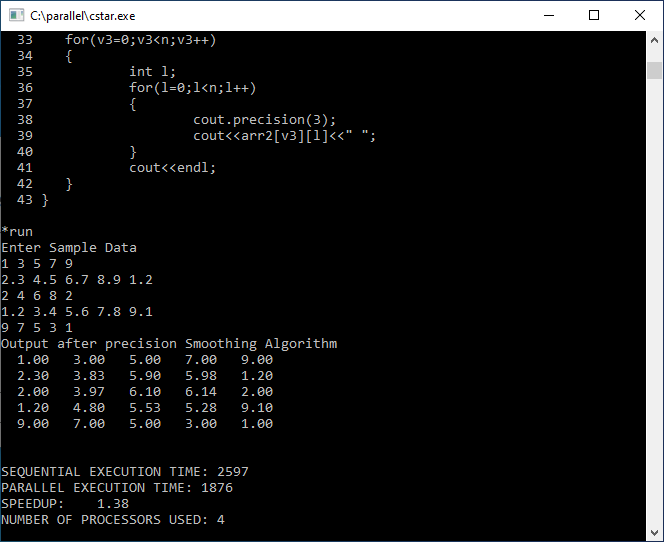 C:\parallel\cstar.exe
  33    for(v3=0;v3<n;v3++)
  34    {
  35            int l;
  36            for(l=0;l<n;l++)
  37            {
  38                    cout.precision(3);
  39                    cout<<arr2[v3][l]<<" ";
  40            }
  41            cout<<endl;
  42    }
  43 }
*run
Enter Sample Data
1 3 5 7 9
2.3 4.5 6.7 8.9 1.2
2 4 6 8 2
1.2 3.4 5.6 7.8 9.1
9 7 5 3 1
Output after precision Smoothing Algorithm
  1.00   3.00   5.00   7.00   9.00
  2.30   3.83   5.90   5.98   1.20
  2.00   3.97   6.10   6.14   2.00
  1.20   4.80   5.53   5.28   9.10
  9.00   7.00   5.00   3.00   1.00
SEQUENTIAL EXECUTION TIME: 2597
PARALLEL EXECUTION TIME: 1876
SPEEDUP:    1.38
NUMBER OF PROCESSORS USED: 4